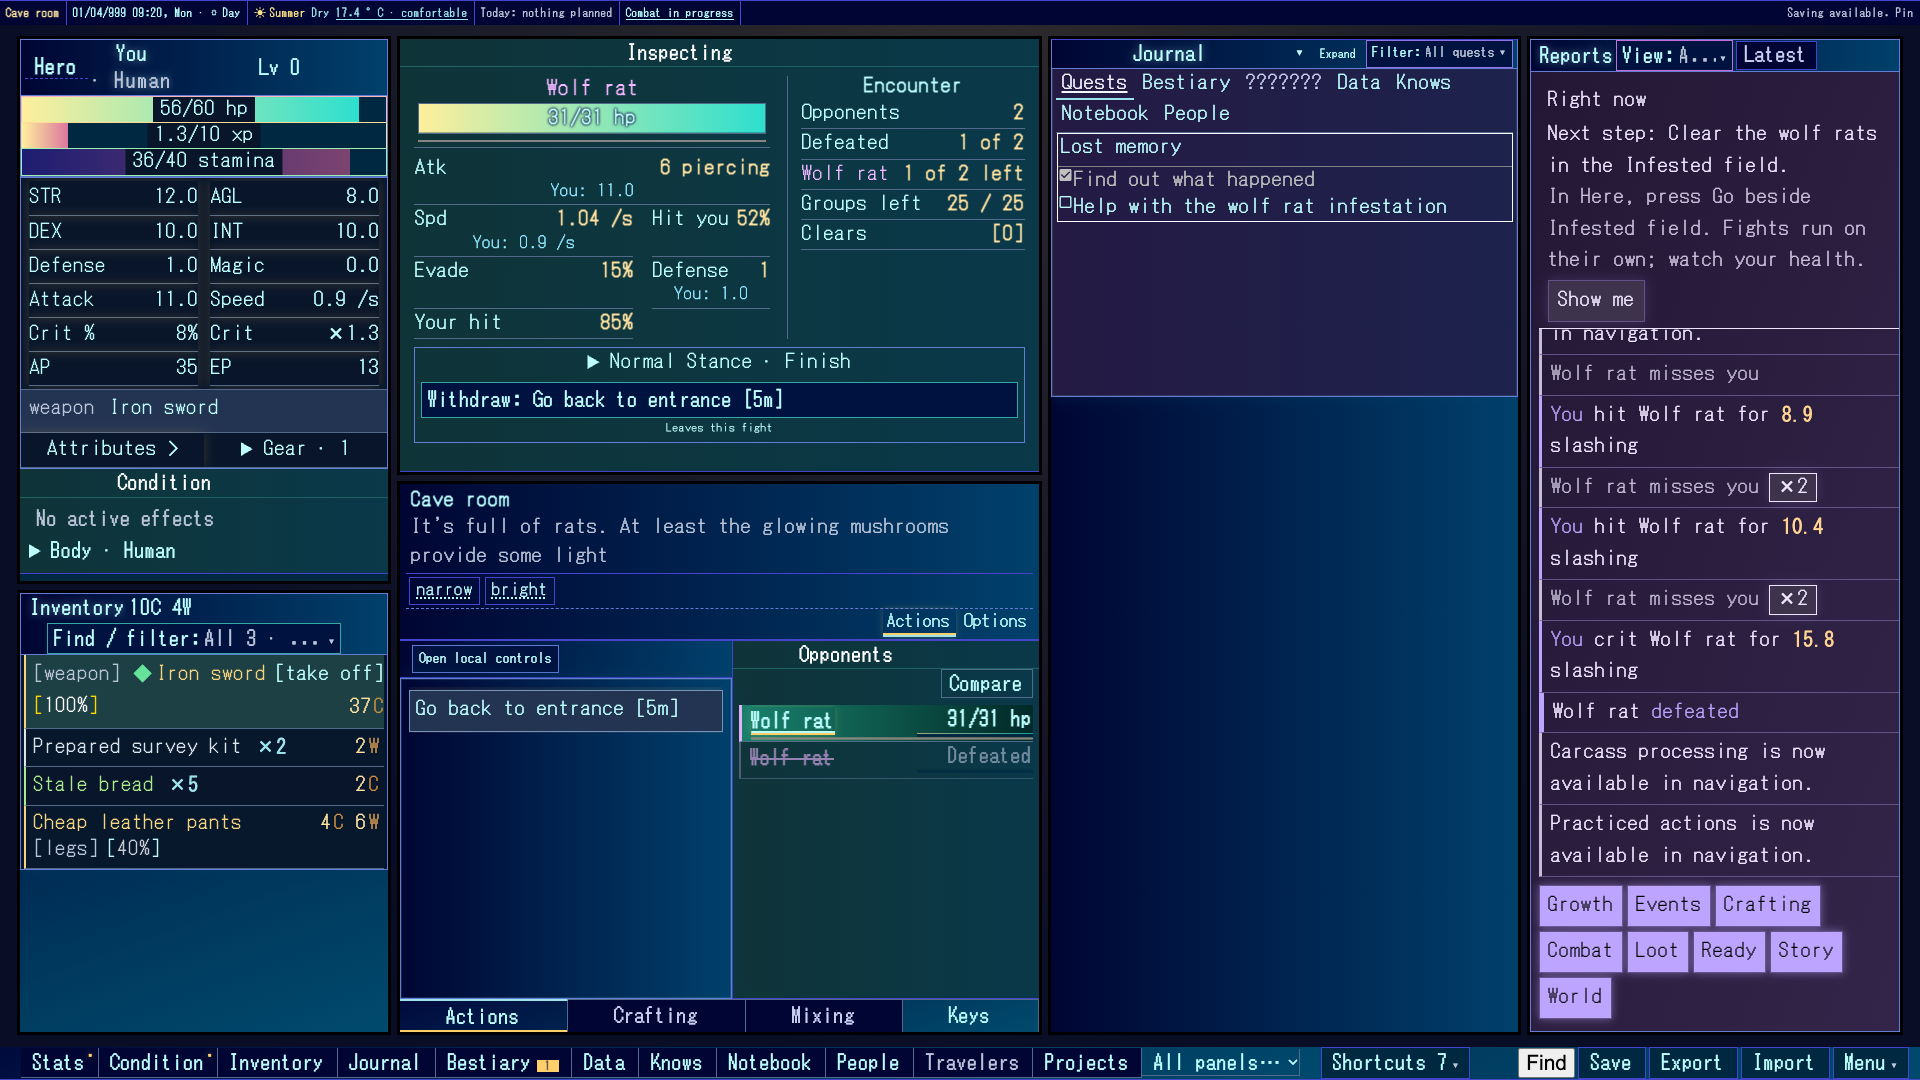 Cave room 01/04/999 09:20, Mon · ☼ Day ☀ Summer Dry 17.4 ° C · comfortable Today: nothing planned Combat in progress Saving available. Pin
Hero · You Human Lv 0
56/60 hp
1.3/10 xp
36/40 stamina
STR 12.0 AGL 8.0
DEX 10.0 INT 10.0
Defense 1.0 Magic 0.0
Attack 11.0 Speed 0.9 /s
Crit % 8% Crit ×1.3
AP 35 EP 13
weapon Iron sword
Attributes > ▶ Gear · 1
Condition
No active effects
▶ Body · Human
Inventory 10C 4W
Find / filter: All 3 · ... ▾
[weapon] ◆ Iron sword [take off]
[100%] 37C
Prepared survey kit ×2 2W
Stale bread ×5 2C
Cheap leather pants 4C 6W
[legs] [40%]
Inspecting
Wolf rat
31/31 hp
Atk 6 piercing
You: 11.0
Spd 1.04 /s Hit you 52%
You: 0.9 /s
Evade 15% Defense 1
You: 1.0
Your hit 85%
Encounter
Opponents 2
Defeated 1 of 2
Wolf rat 1 of 2 left
Groups left 25 / 25
Clears [0]
▶ Normal Stance · Finish
Withdraw: Go back to entrance [5m]
Leaves this fight
Cave room
It's full of rats. At least the glowing mushrooms
provide some light
narrow bright
Actions Options
Open local controls
Go back to entrance [5m]
Opponents
Compare
Wolf rat 31/31 hp
Wolf rat Defeated
Actions Crafting Mixing Keys
Journal ▾ Expand Filter: All quests ▾
Quests Bestiary ??????? Data Knows
Notebook People
Lost memory
☑Find out what happened
☐Help with the wolf rat infestation
Reports View: A... ▾ Latest
Right now
Next step: Clear the wolf rats
in the Infested field.
In Here, press Go beside
Infested field. Fights run on
their own; watch your health.
Show me
in navigation.
Wolf rat misses you
You hit Wolf rat for 8.9
slashing
Wolf rat misses you ×2
You hit Wolf rat for 10.4
slashing
Wolf rat misses you ×2
You crit Wolf rat for 15.8
slashing
Wolf rat defeated
Carcass processing is now
available in navigation.
Practiced actions is now
available in navigation.
Growth Events Crafting
Combat Loot Ready Story
World
Stats Condition Inventory Journal Bestiary 1 Data Knows Notebook People Travelers Projects All panels… Shortcuts 7 ▾ Find Save Export Import Menu ▾